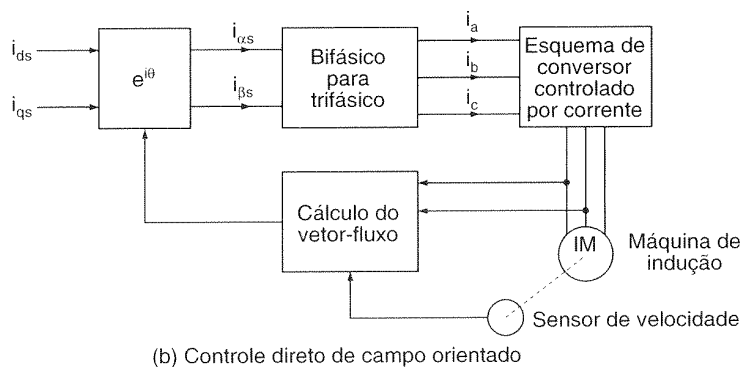 i_ds
i_qs
e^iθ
i_αs
i_βs
Bifásico
para
trifásico
i_a
i_b
i_c
Esquema de
conversor
controlado
por corrente
Cálculo do
vetor-fluxo
IM
Máquina de
indução
Sensor de velocidade
(b) Controle direto de campo orientado